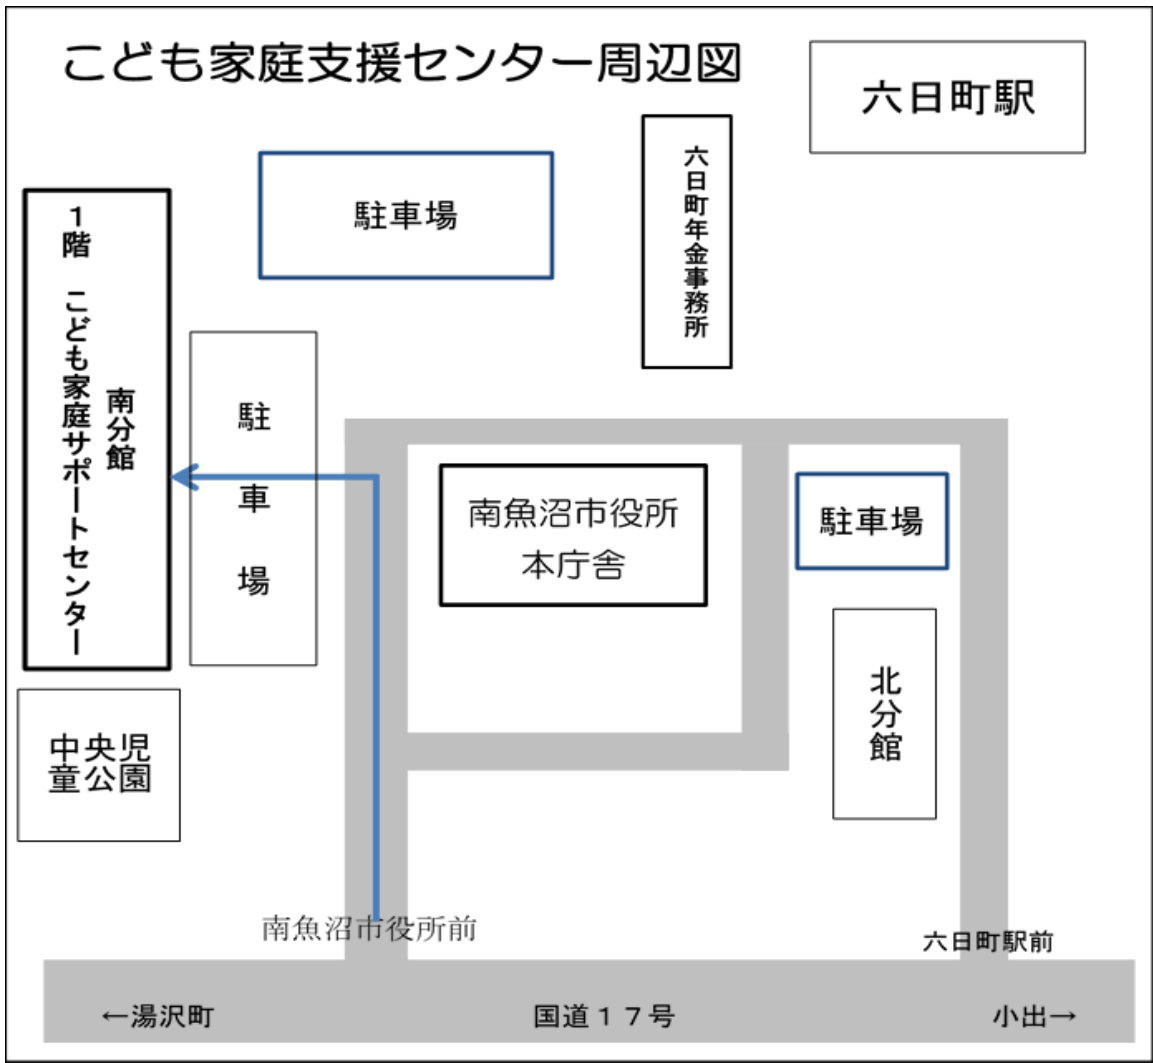 こども家庭支援センター周辺図
六日町駅
六日町年金事務所
駐車場
１階　こども家庭サポートセンター
南分館
駐車場
南魚沼市役所
本庁舎
駐車場
北分館
中央児
童公園
南魚沼市役所前
六日町駅前
←湯沢町
国道１７号
小出→